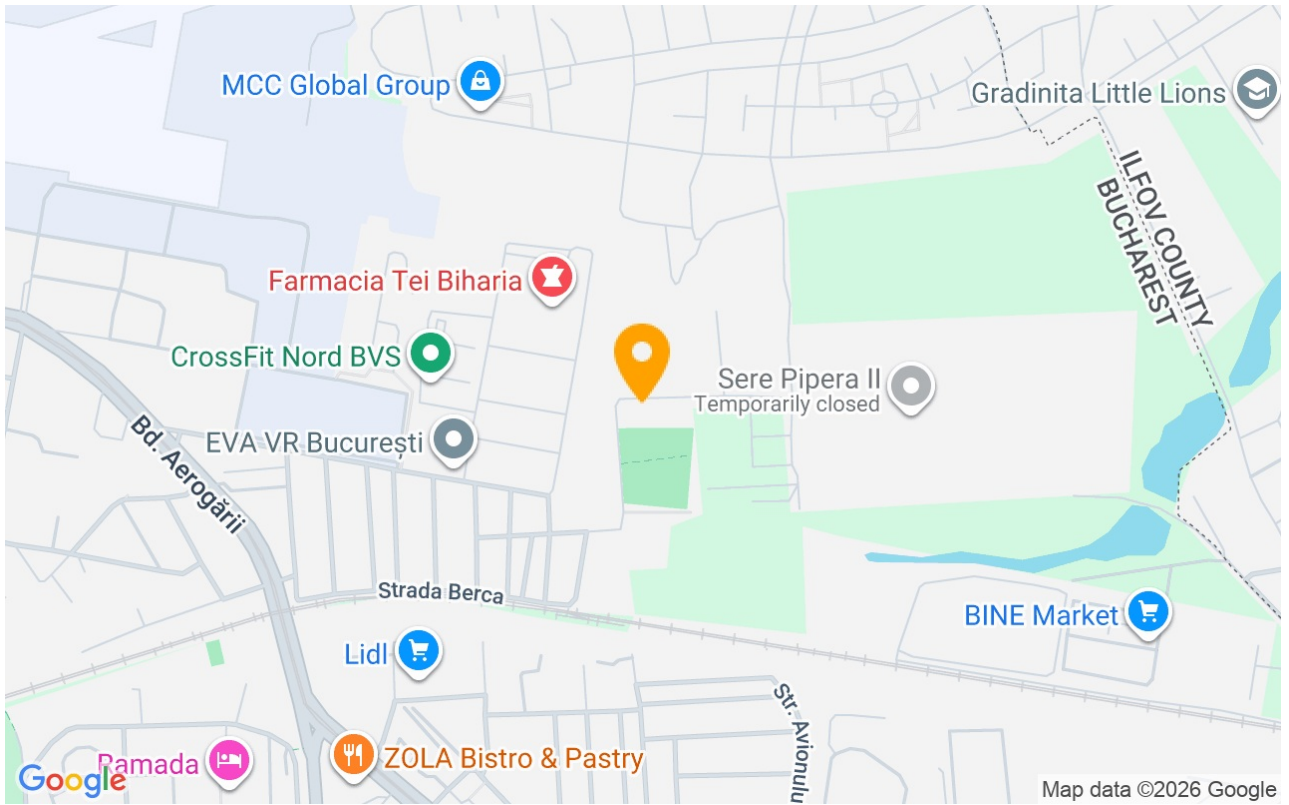 MCC Global Group
Gradinita Little Lions
ILFOV COUNTY
BUCHAREST
Farmacia Tei Biharia
CrossFit Nord BVS
Sere Pipera II
Temporarily closed
EVA VR București
Bd. Aerogării
Strada Berca
BINE Market
Lidl
Str. Avionulu
ZOLA Bistro & Pastry
Ramada
Google
Map data ©2026 Google